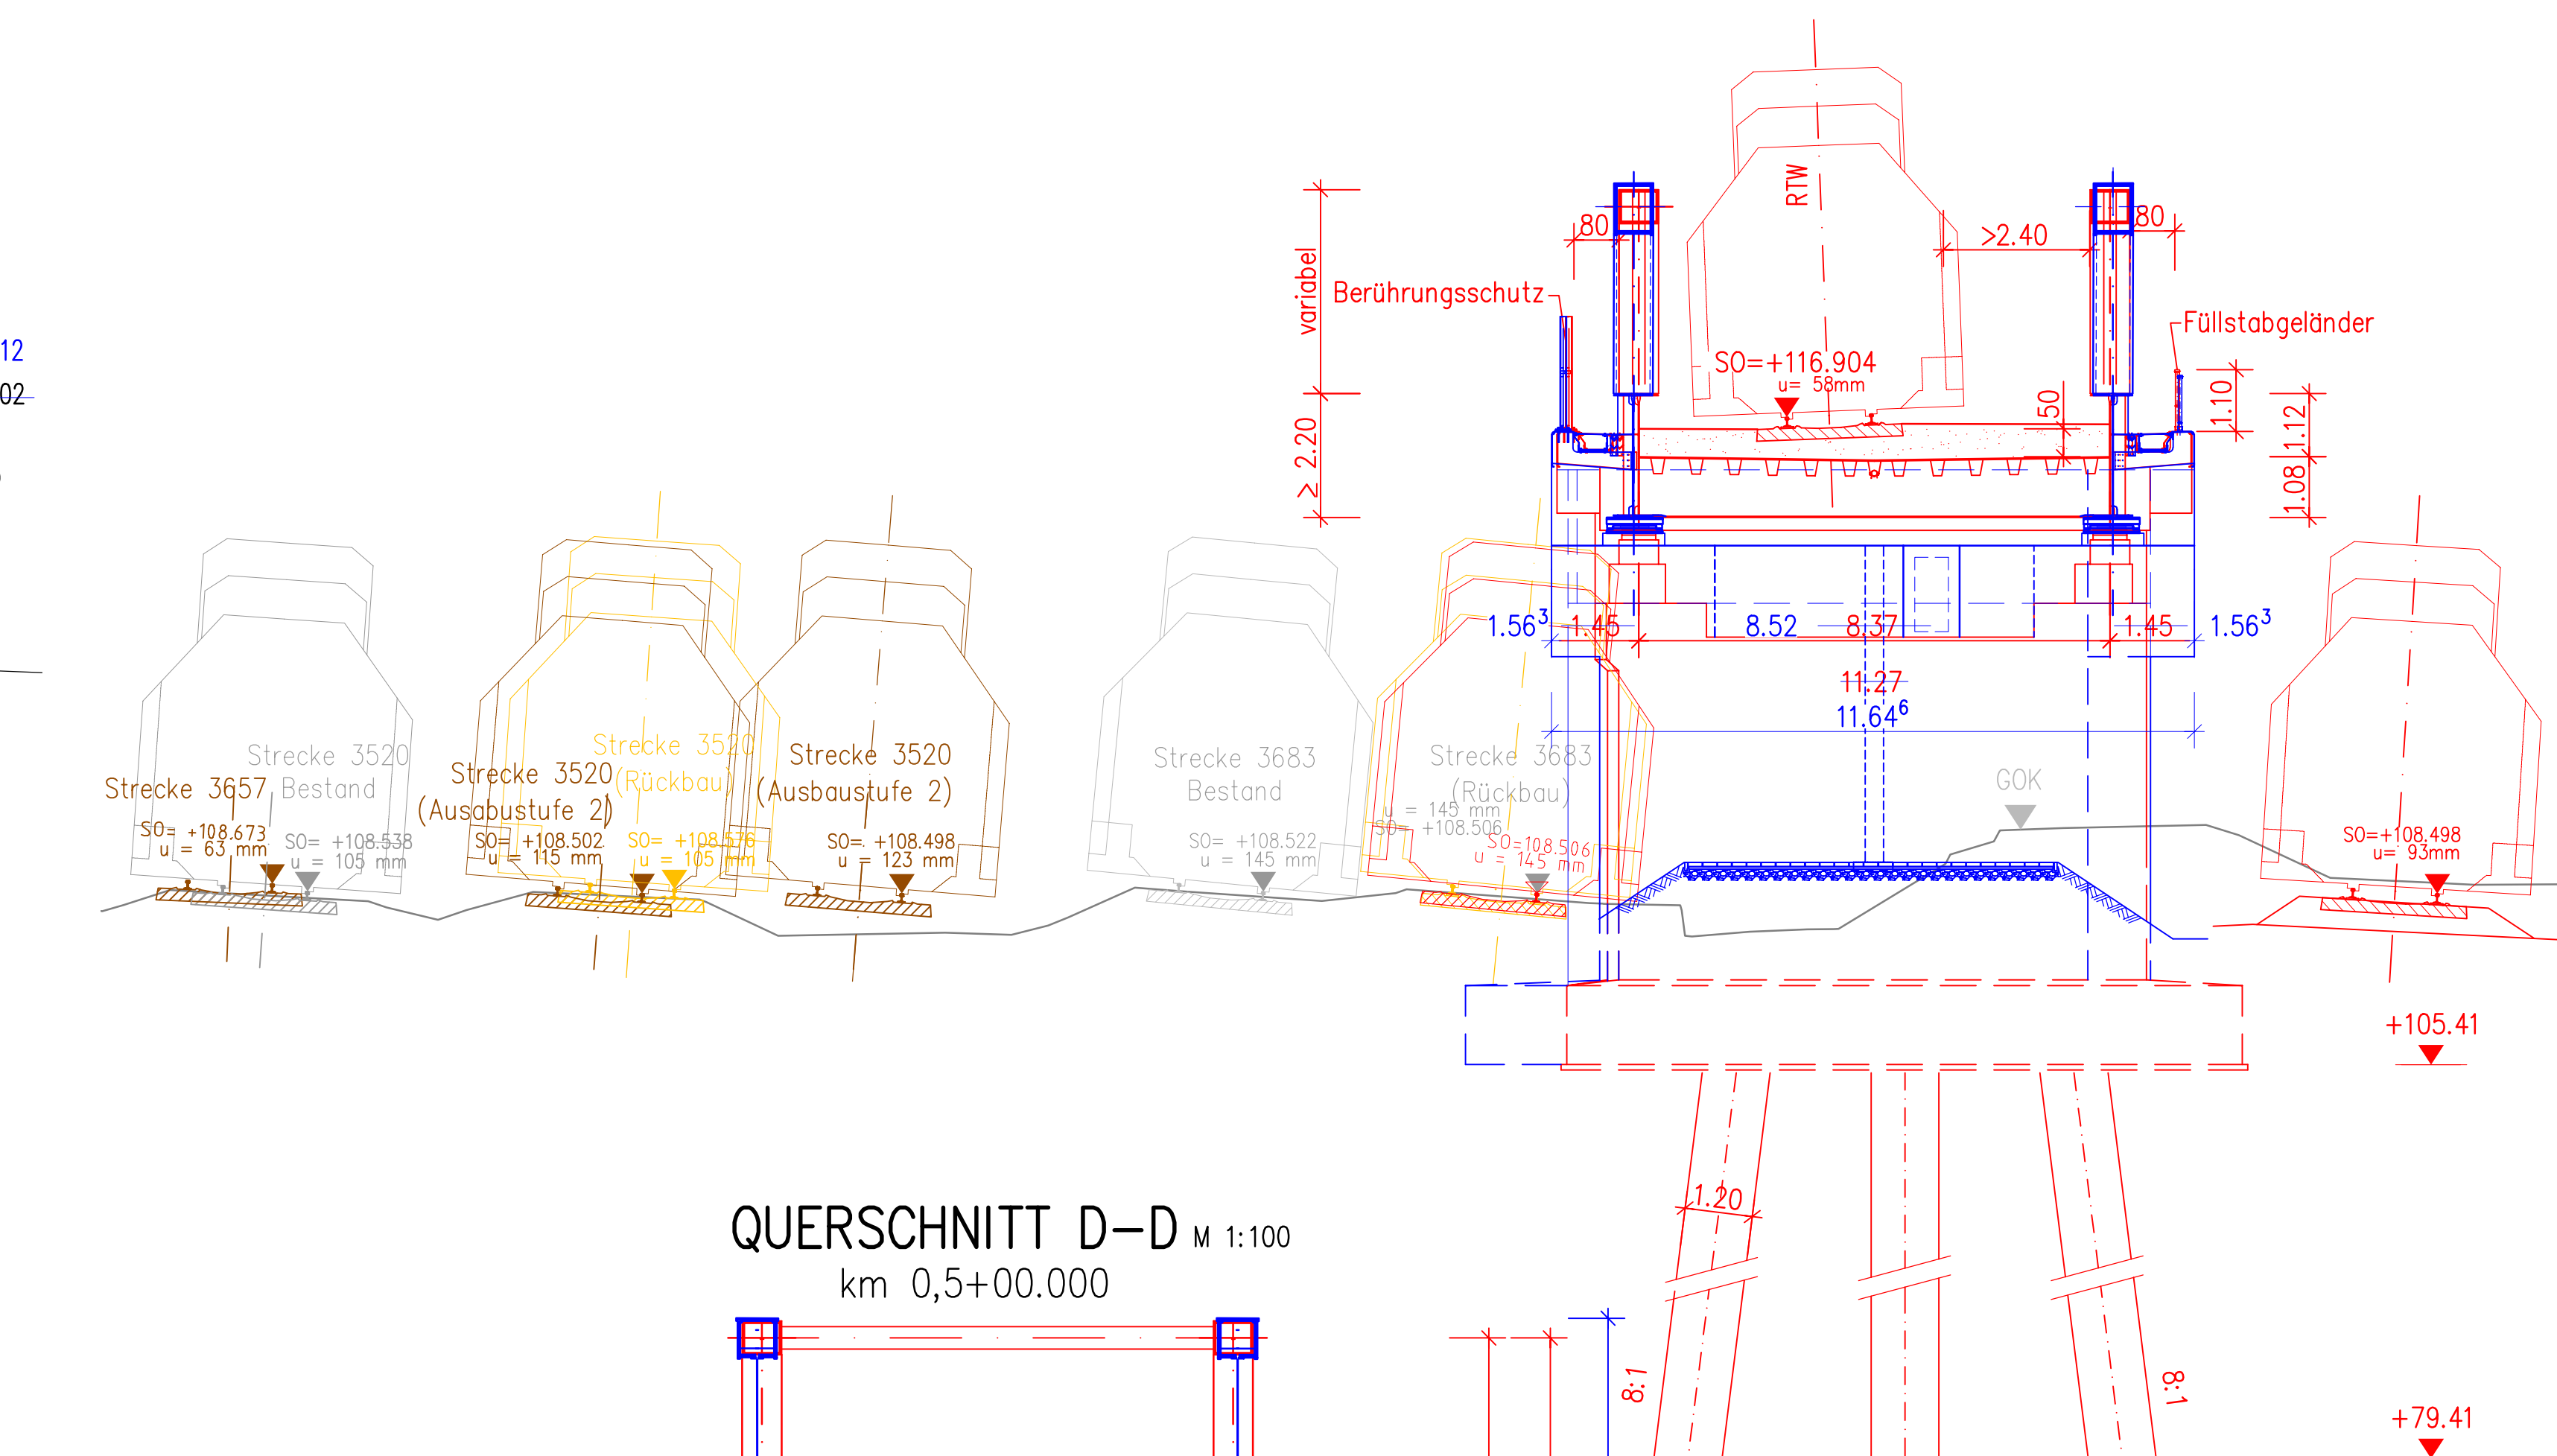 12
02
RTW
80
>2.40
80
variabel
Berührungsschutz
Füllstabgeländer
SO=+116.904
u= 58mm
50
1.10
1.12
1.08
≥ 2.20
1.56³
1.45
8.52
8.37
1.45
1.56³
11.27
11.64⁶
Strecke 3657
SO= +108.673
u = 63 mm
Strecke 3520
Bestand
SO= +108.538
u = 105 mm
Strecke 3520
(Ausabustufe 2)
SO= +108.502
u = 115 mm
Strecke 3520
(Rückbau)
SO= +108.576
u = 105 mm
Strecke 3520
(Ausbaustufe 2)
SO= +108.498
u = 123 mm
Strecke 3683
Bestand
SO= +108.522
u = 145 mm
Strecke 3683
(Rückbau)
u = 145 mm
SO= +108.506
SO=108.506
u = 145 mm
GOK
SO=+108.498
u= 93mm
+105.41
QUERSCHNITT D-D M 1:100
km 0,5+00.000
1.20
8:1
8:1
+79.41